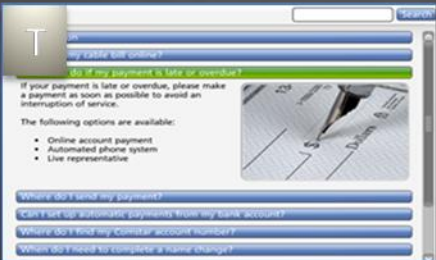 Search
T
my cable bill online?
do if my payment is late or overdue?
If your payment is late or overdue, please make
a payment as soon as possible to avoid an
interruption of service.
The following options are available:
• Online account payment
• Automated phone system
• Live representative
Dollars
$
Where do I send my payment?
Can I set up automatic payments from my bank account?
Where do I find my Comstar account number?
When do I need to complete a name change?